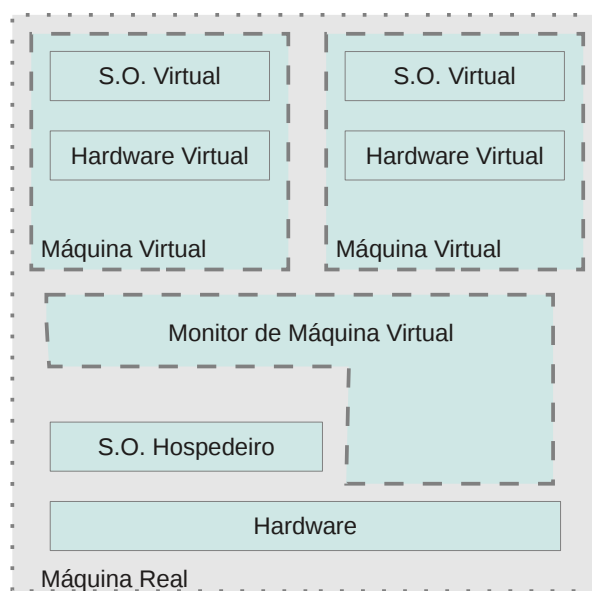 S.O. Virtual
S.O. Virtual
Hardware Virtual
Hardware Virtual
Máquina Virtual
Máquina Virtual
Monitor de Máquina Virtual
S.O. Hospedeiro
Hardware
Máquina Real